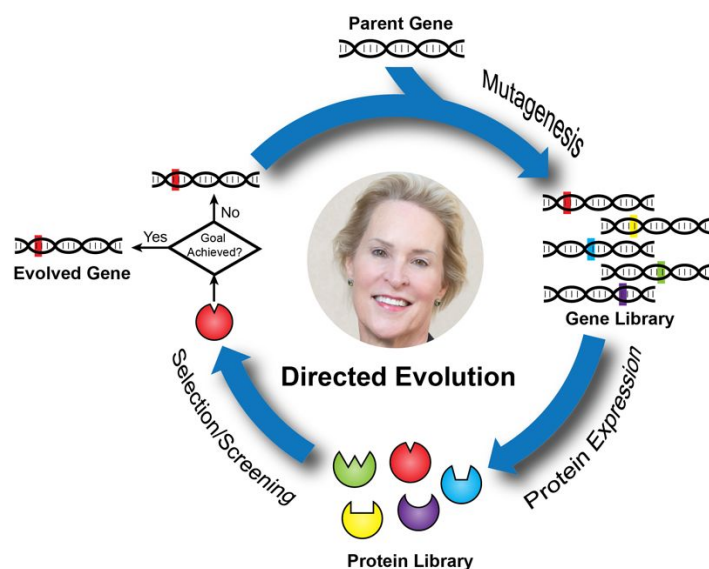 Parent Gene
Mutagenesis
No
Yes
Goal
Achieved?
Evolved Gene
Gene Library
Directed Evolution
Selection/Screening
Protein Expression
Protein Library